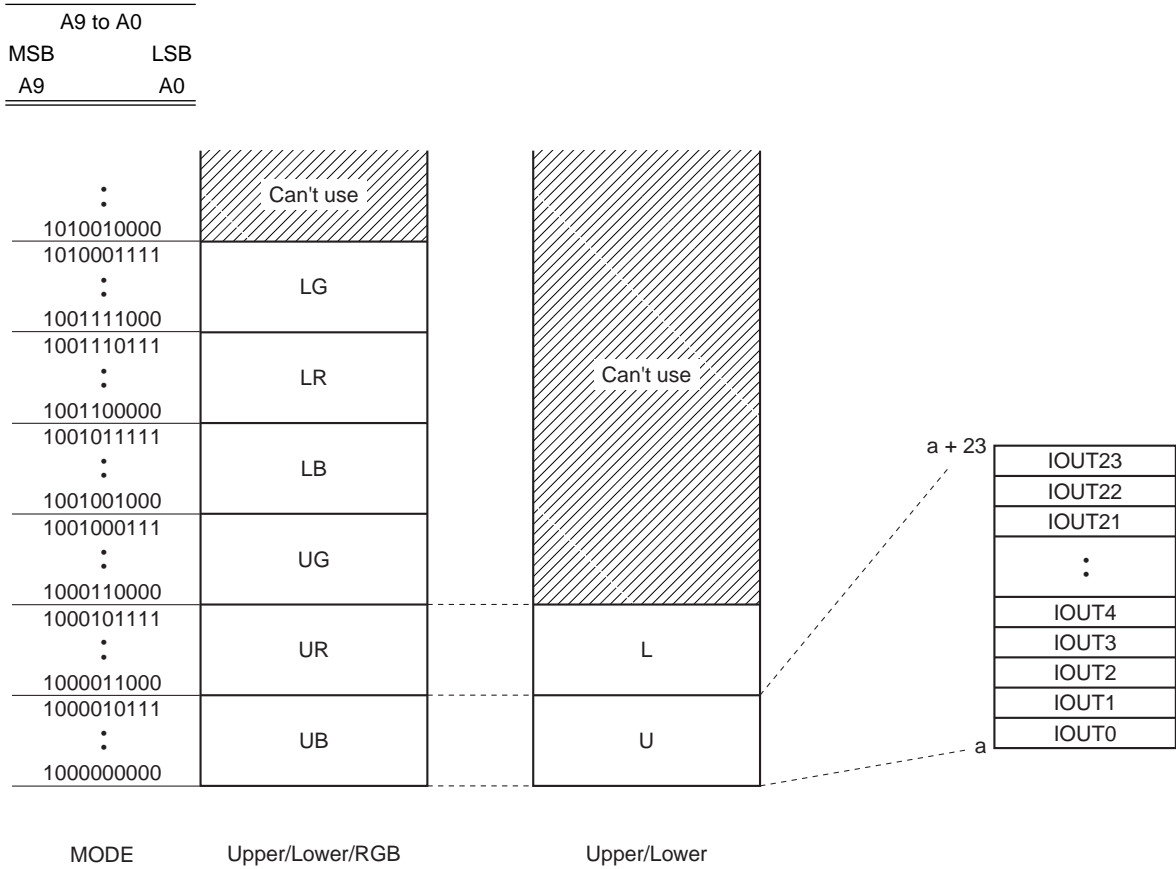 A9 to A0
MSB LSB
A9 A0
Can't use
1010010000
1010001111
LG
1001111000
1001110111
LR
1001100000
1001011111
LB
1001001000
1001000111
UG
1000110000
1000101111
UR
1000011000
1000010111
UB
1000000000
Can't use
L
U
a + 23
IOUT23
IOUT22
IOUT21
IOUT4
IOUT3
IOUT2
IOUT1
IOUT0
a
MODE Upper/Lower/RGB Upper/Lower